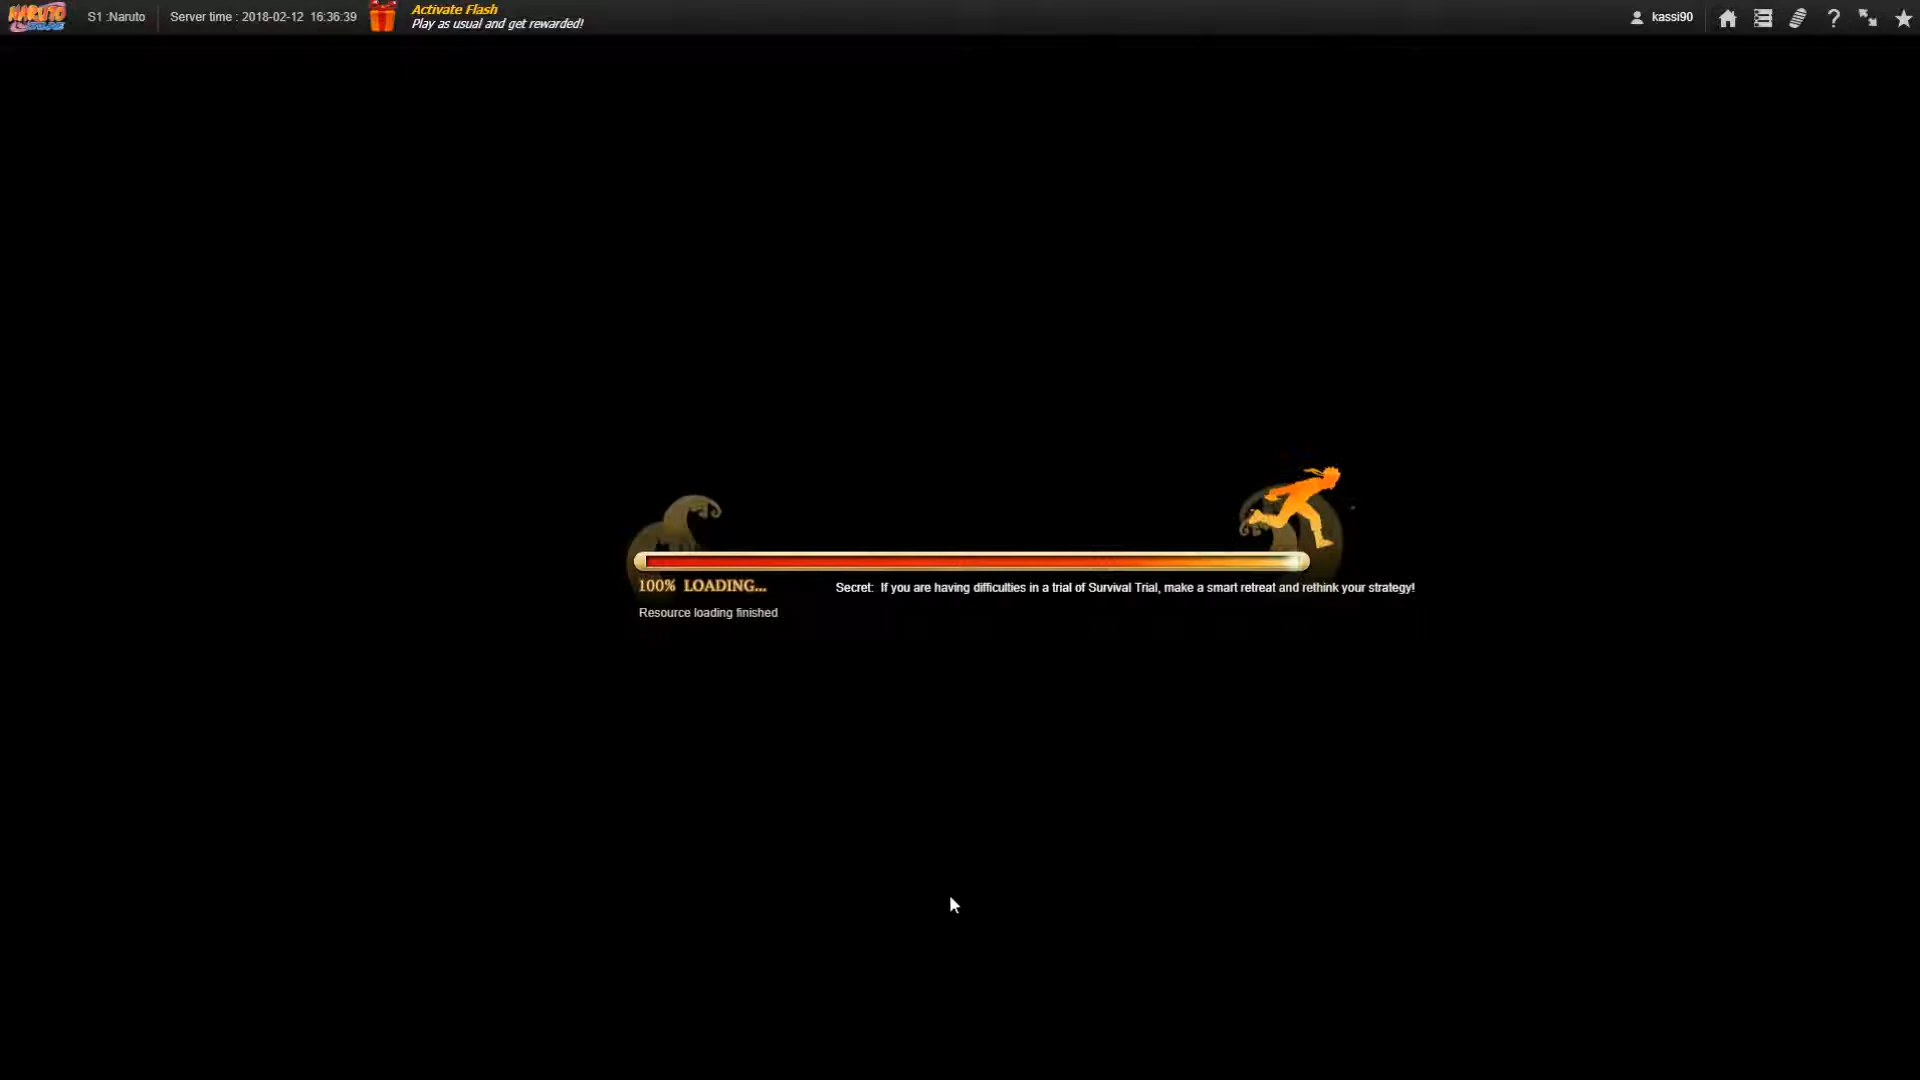 NARUTO
ONLINE
S1 :Naruto
Server time : 2018-02-12 16:36:39
Activate Flash
Play as usual and get rewarded!
kassi90
?
100% LOADING...
Secret: If you are having difficulties in a trial of Survival Trial, make a smart retreat and rethink your strategy!
Resource loading finished